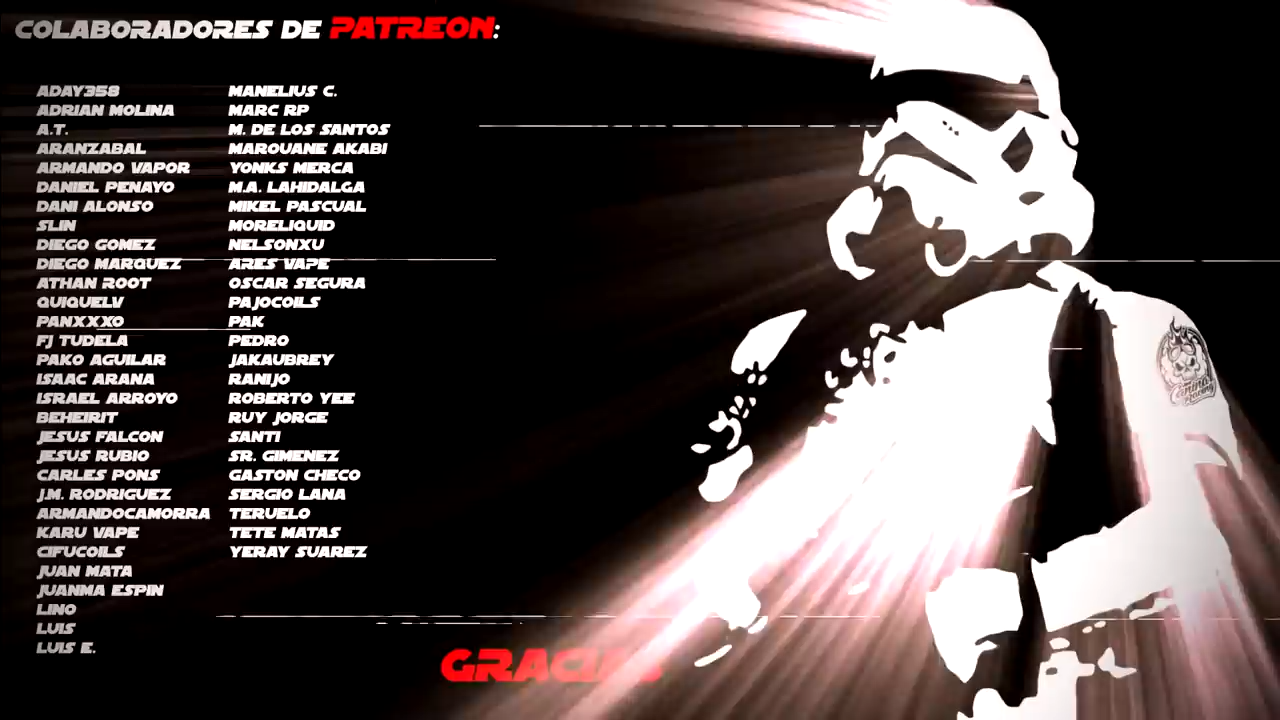 COLABORADORES DE PATREON:
ADAY358
ADRIAN MOLINA
A.T.
ARANZABAL
ARMANDO VAPOR
DANIEL PENAYO
DANI ALONSO
SLIN
DIEGO GOMEZ
DIEGO MARQUEZ
ATHAN ROOT
QUIQUELV
PANXXXO
FJ TUDELA
PAKO AGUILAR
ISAAC ARANA
ISRAEL ARROYO
BEHEIRIT
JESUS FALCON
JESUS RUBIO
CARLES PONS
J.M. RODRIGUEZ
ARMANDOCAMORRA
KARU VAPE
CIFUCOILS
JUAN MATA
JUANMA ESPIN
LINO
LUIS
LUIS E.
MANELIUS C.
MARC RP
M. DE LOS SANTOS
MAROUANE AKABI
YONKS MERCA
M.A. LAHIDALGA
MIKEL PASCUAL
MORELIQUID
NELSONXU
ARES VAPE
OSCAR SEGURA
PAJOCOILS
PAK
PEDRO
JAKAUBREY
RANIJO
ROBERTO YEE
RUY JORGE
SANTI
SR. GIMENEZ
GASTON CHECO
SERGIO LANA
TERUELO
TETE MATAS
YERAY SUAREZ
GRACIAS